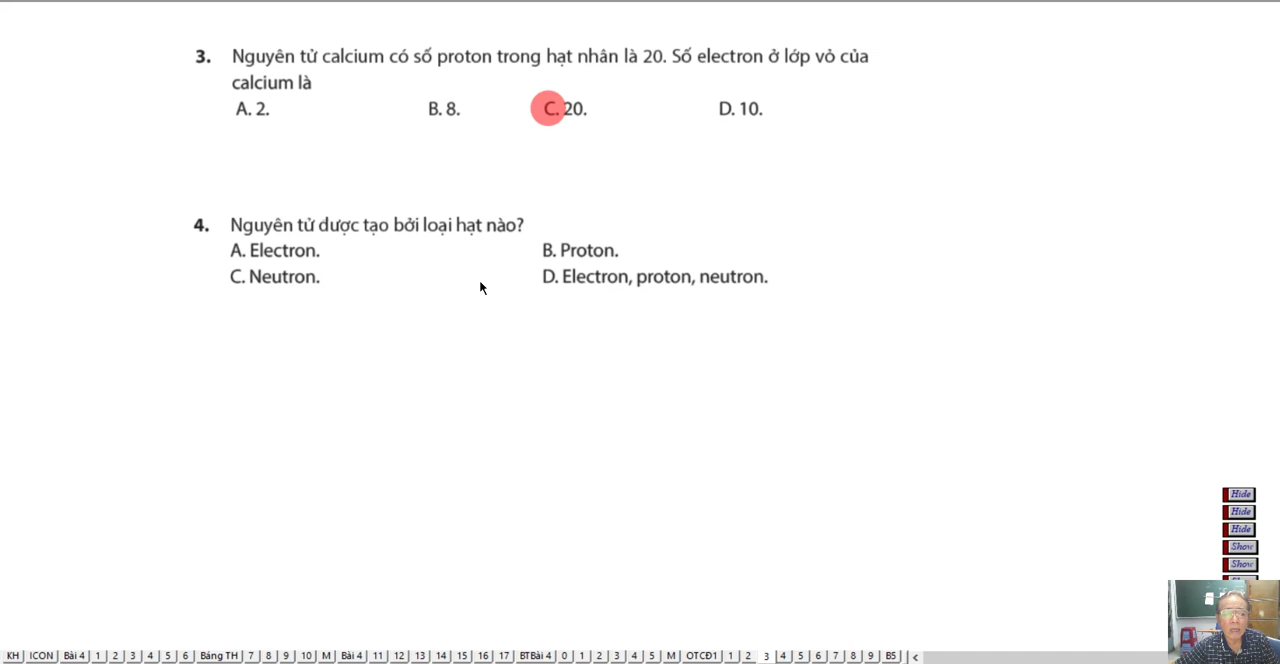 3. Nguyên tử calcium có số proton trong hạt nhân là 20. Số electron ở lớp vỏ của
calcium là
A. 2. B. 8. C. 20. D. 10.
4. Nguyên tử được tạo bởi loại hạt nào?
A. Electron. B. Proton.
C. Neutron. D. Electron, proton, neutron.
Hide
Hide
Hide
Show
Show
KH ICON Bài 4 1 2 3 4 5 6 Bảng TH 7 8 9 10 M Bài 4 11 12 13 14 15 16 17 BTBài 4 0 1 2 3 4 5 M OTCĐ1 1 2 3 4 5 6 7 8 9 B5 <